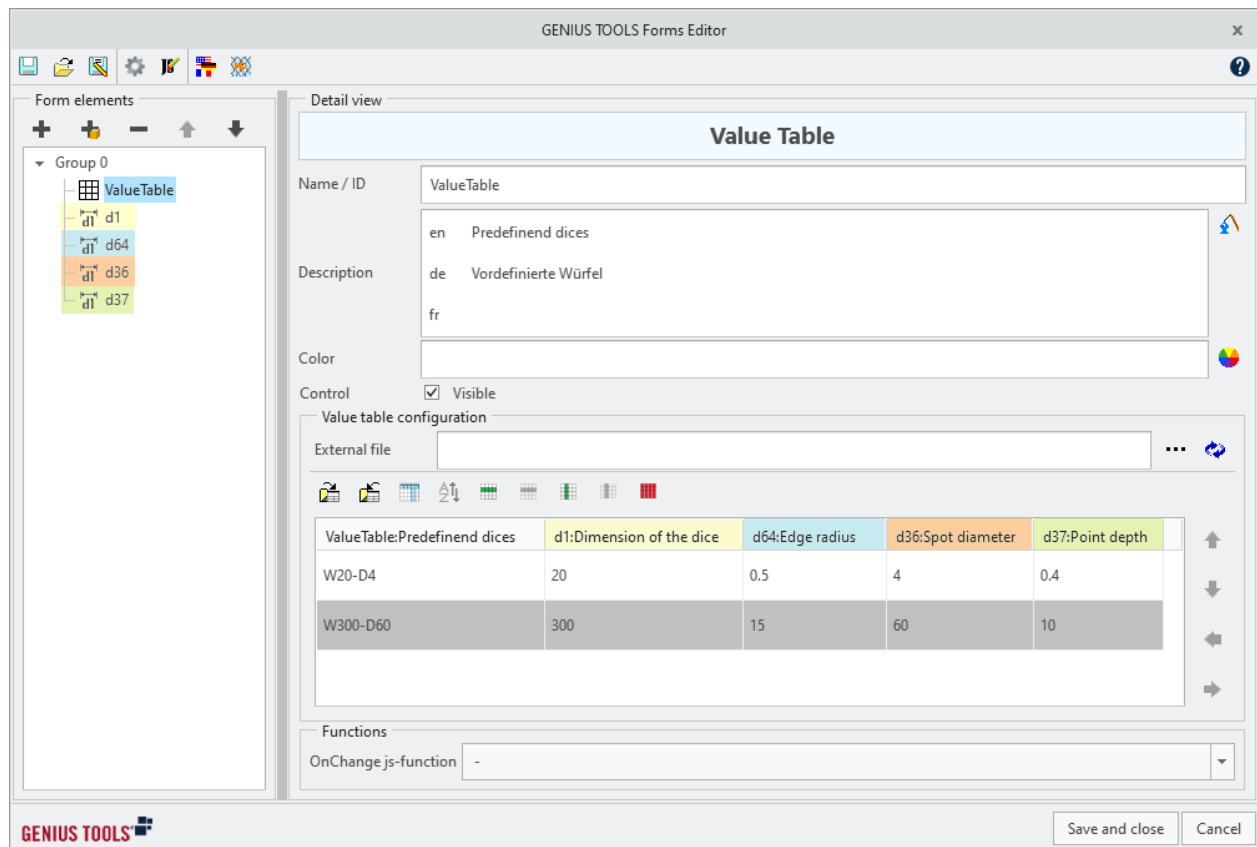 GENIUS TOOLS Forms Editor
Form elements
Group 0
ValueTable
d1 d1
d1 d64
d1 d36
d1 d37
Detail view
Value Table
Name / ID ValueTable
Description
en Predefinend dices
de Vordefinierte Würfel
fr
Color
Control Visible
Value table configuration
External file
ValueTable:Predefinend dices d1:Dimension of the dice d64:Edge radius d36:Spot diameter d37:Point depth
W20-D4 20 0.5 4 0.4
W300-D60 300 15 60 10
Functions
OnChange js-function -
GENIUS TOOLS
Save and close Cancel